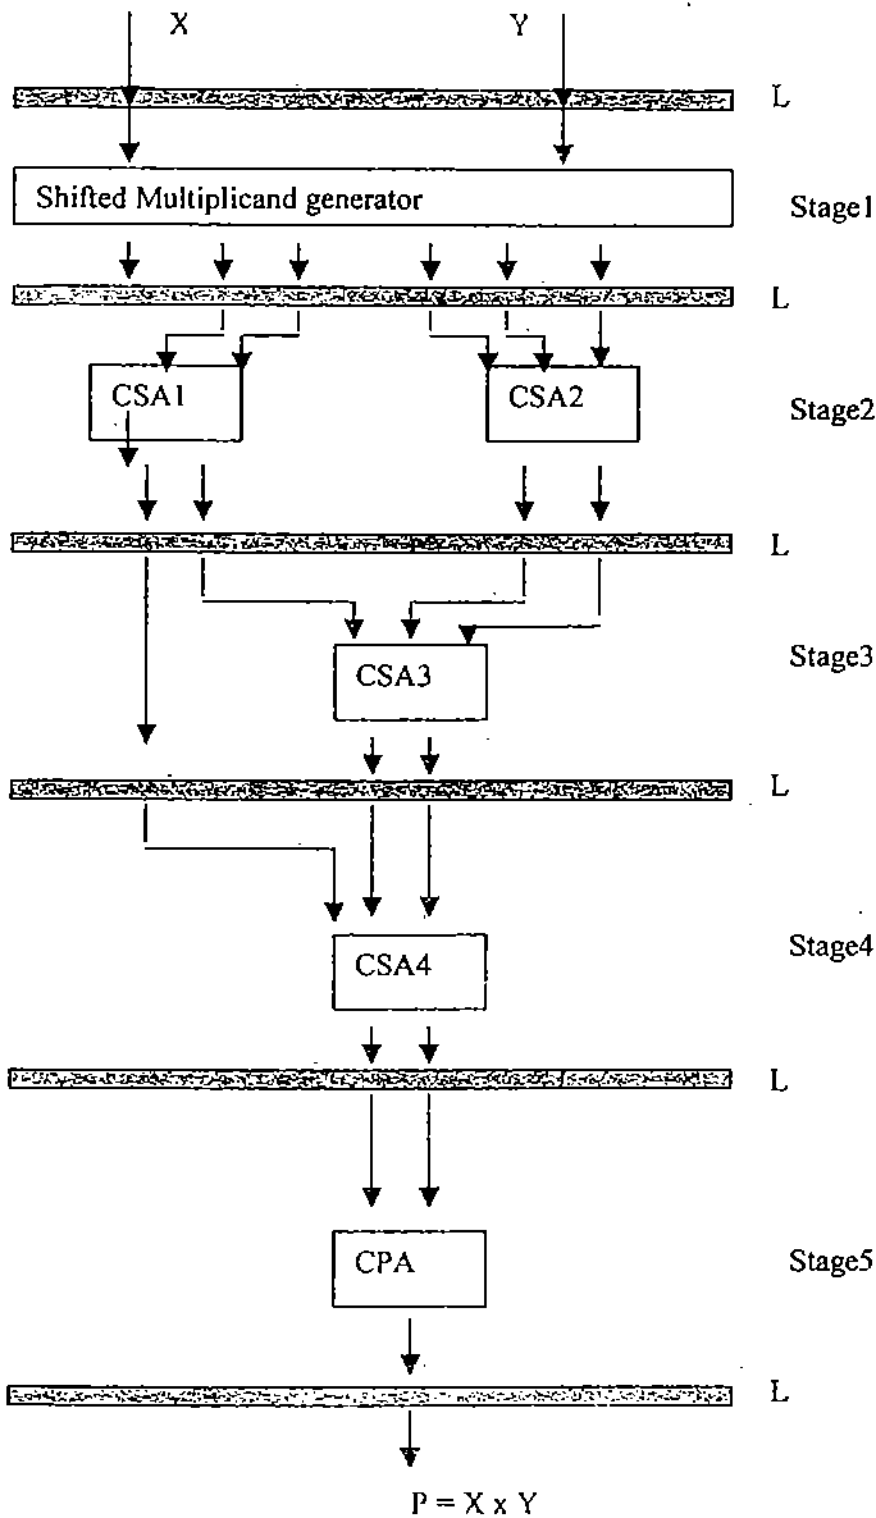 X
Y
L
Shifted Multiplicand generator
Stage1
L
CSA1
CSA2
Stage2
L
CSA3
Stage3
L
CSA4
Stage4
L
CPA
Stage5
L
P = X x Y